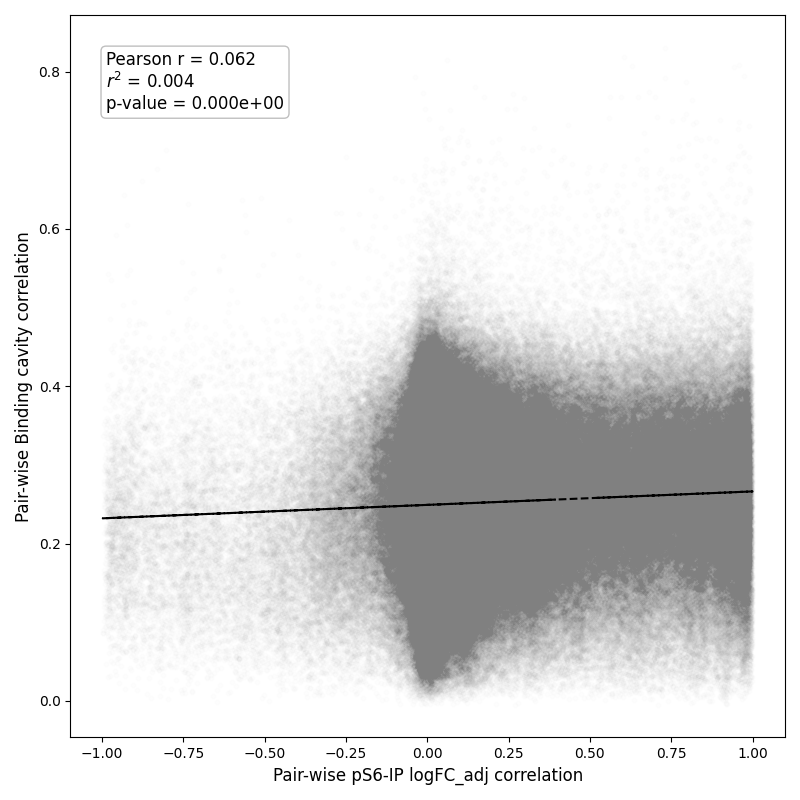 Pearson r = 0.062
r² = 0.004
p-value = 0.000e+00
Pair-wise Binding cavity correlation
0.8
0.6
0.4
0.2
0.0
−1.00 −0.75 −0.50 −0.25 0.00 0.25 0.50 0.75 1.00
Pair-wise pS6-IP logFC_adj correlation